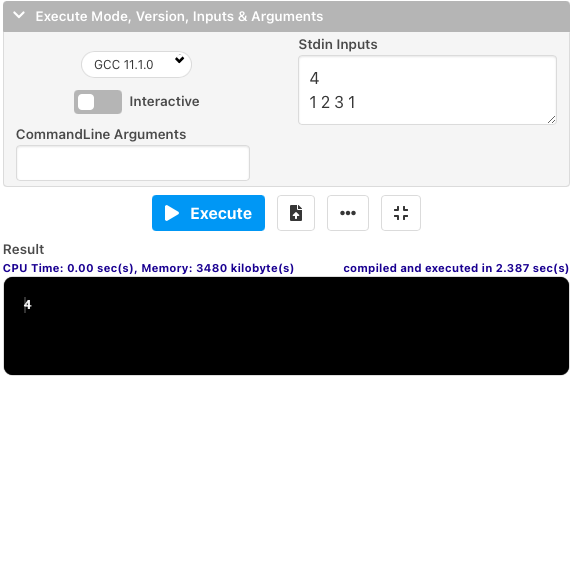 Execute Mode, Version, Inputs & Arguments
GCC 11.1.0
Interactive
Stdin Inputs
4
1 2 3 1
CommandLine Arguments
Execute
Result
CPU Time: 0.00 sec(s), Memory: 3480 kilobyte(s)
compiled and executed in 2.387 sec(s)
4